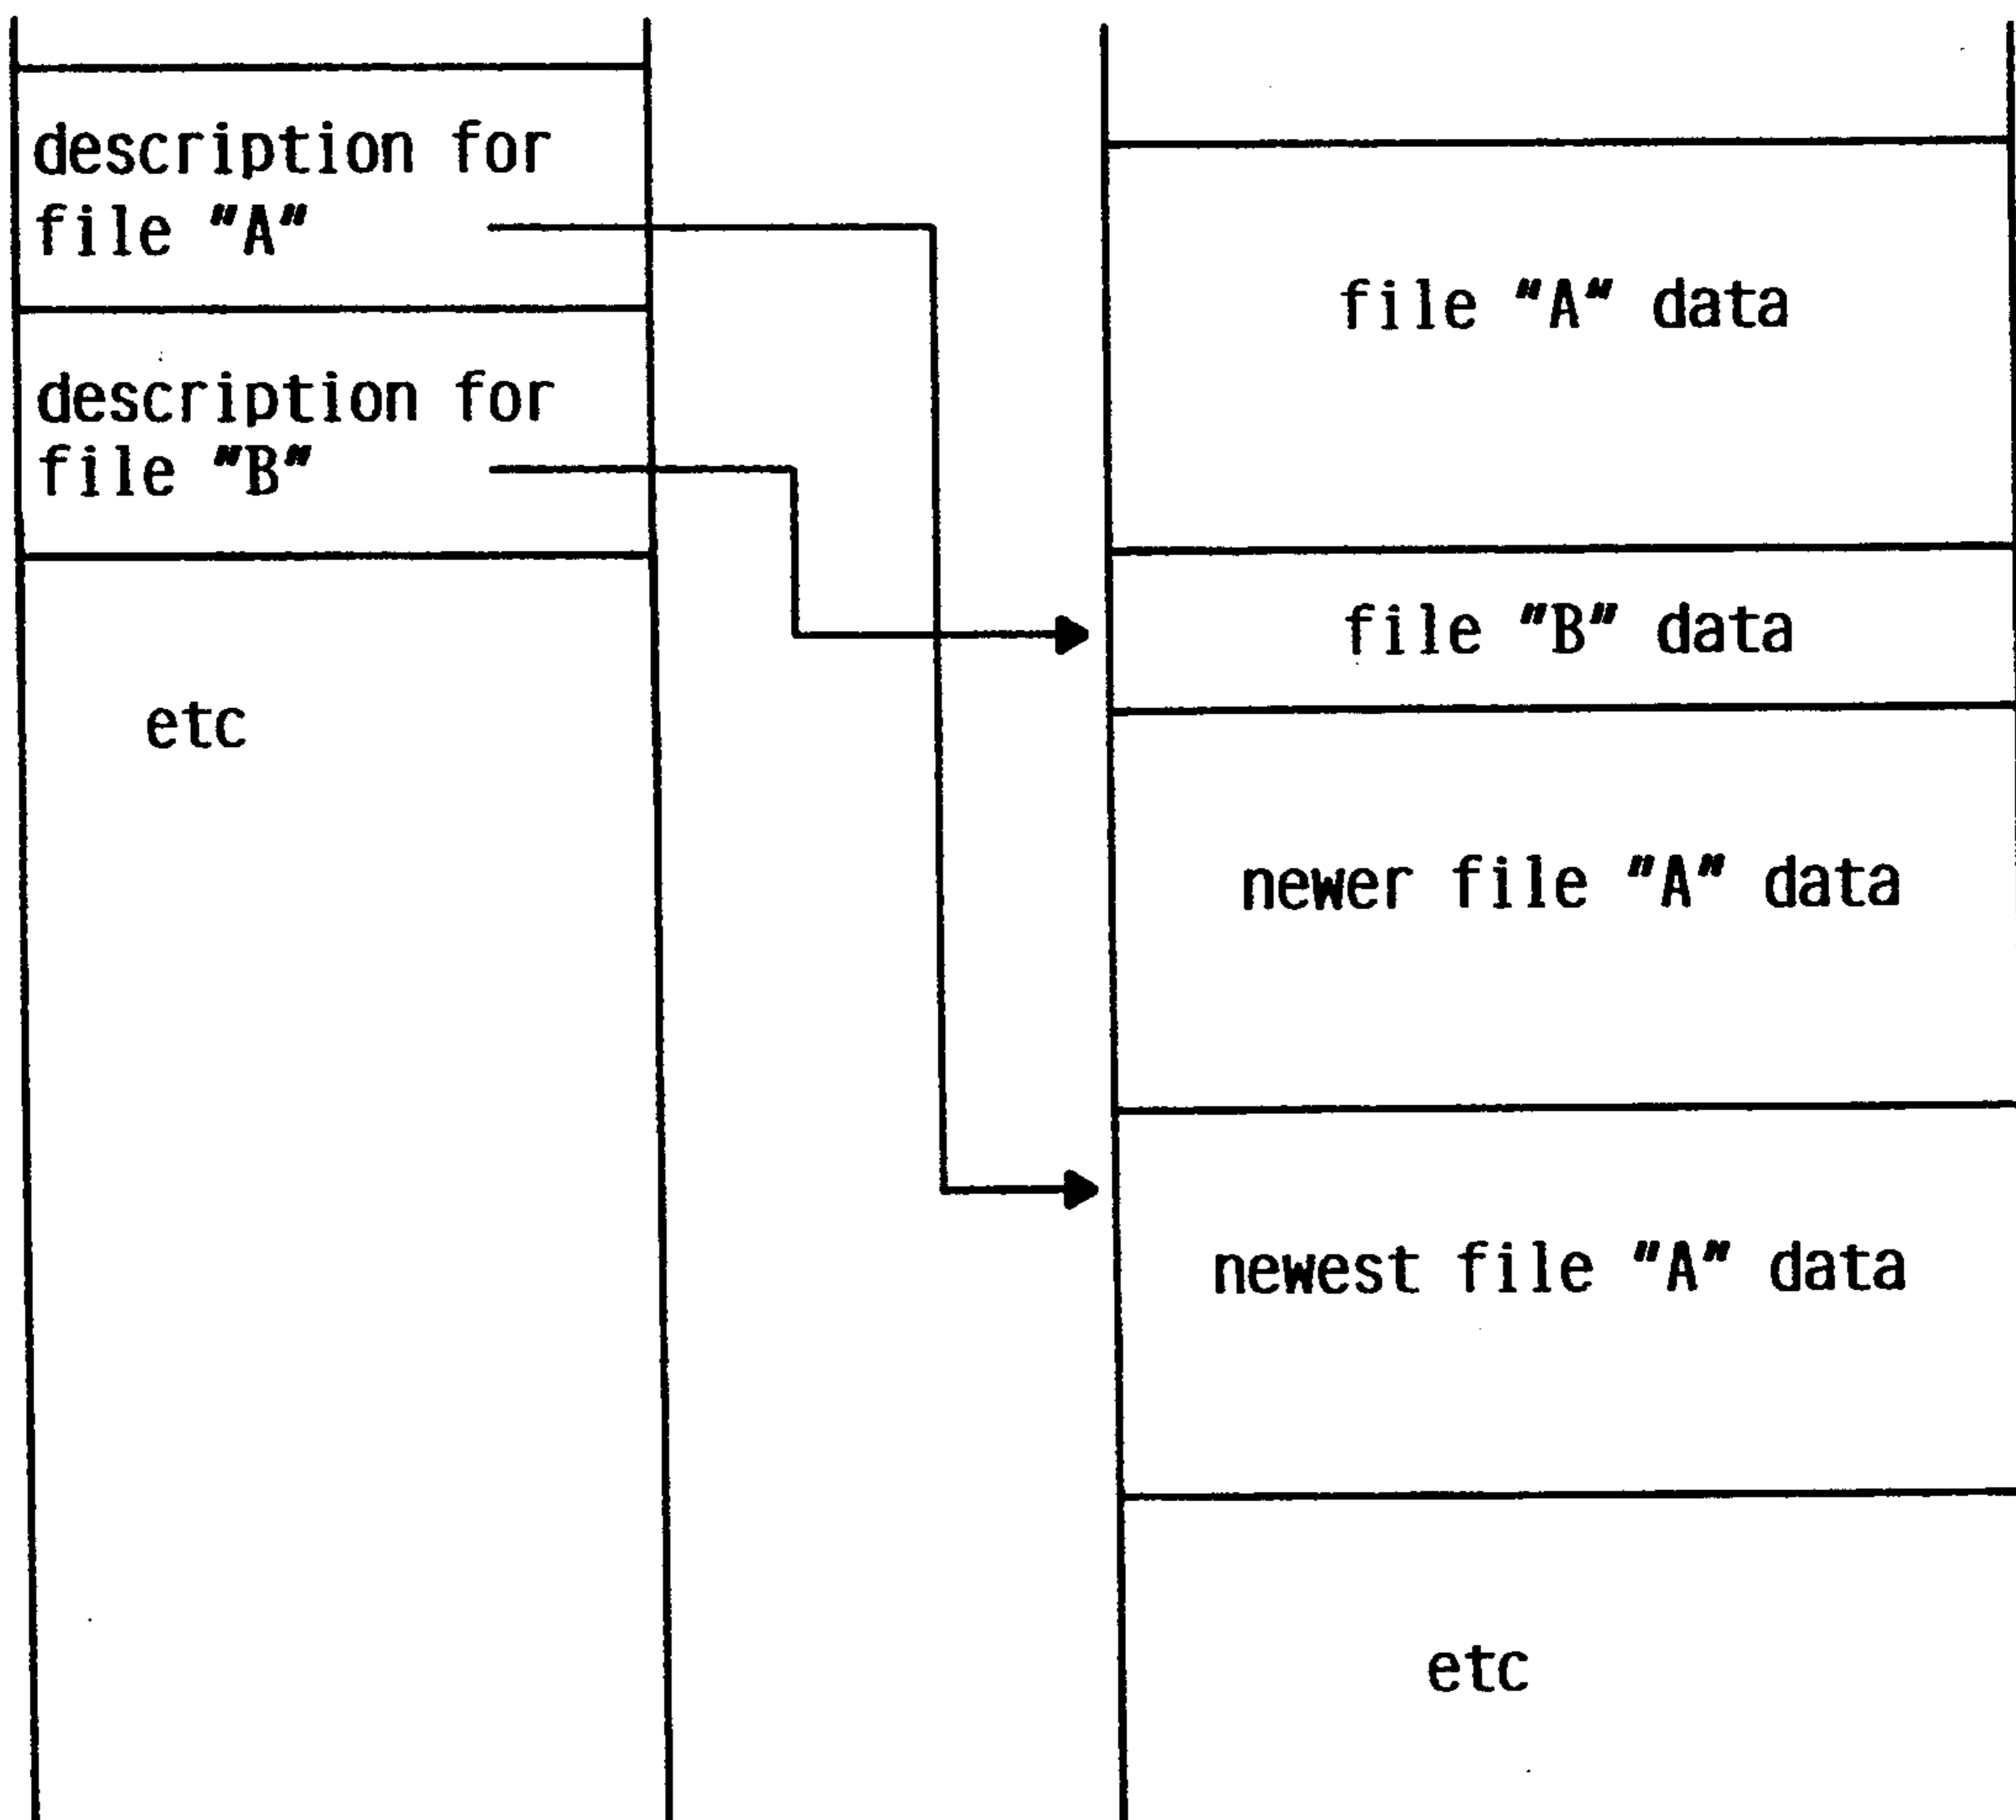 description for
file "A"
description for
file "B"
etc
file "A" data
file "B" data
newer file "A" data
newest file "A" data
etc